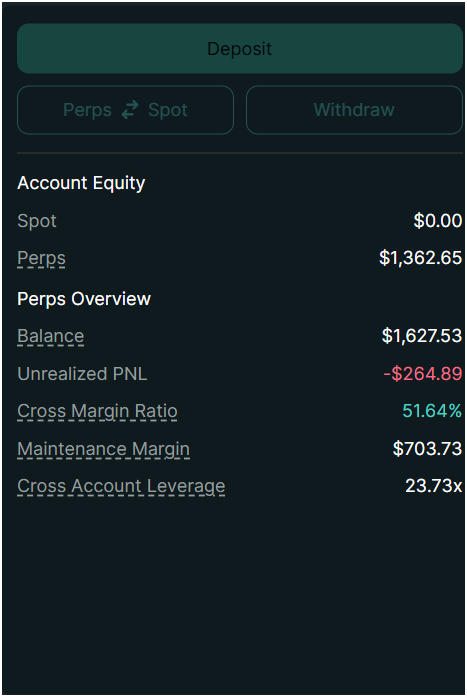 Deposit
Perps Spot
Withdraw
Account Equity
Spot $0.00
Perps $1,362.65
Perps Overview
Balance $1,627.53
Unrealized PNL -$264.89
Cross Margin Ratio 51.64%
Maintenance Margin $703.73
Cross Account Leverage 23.73x